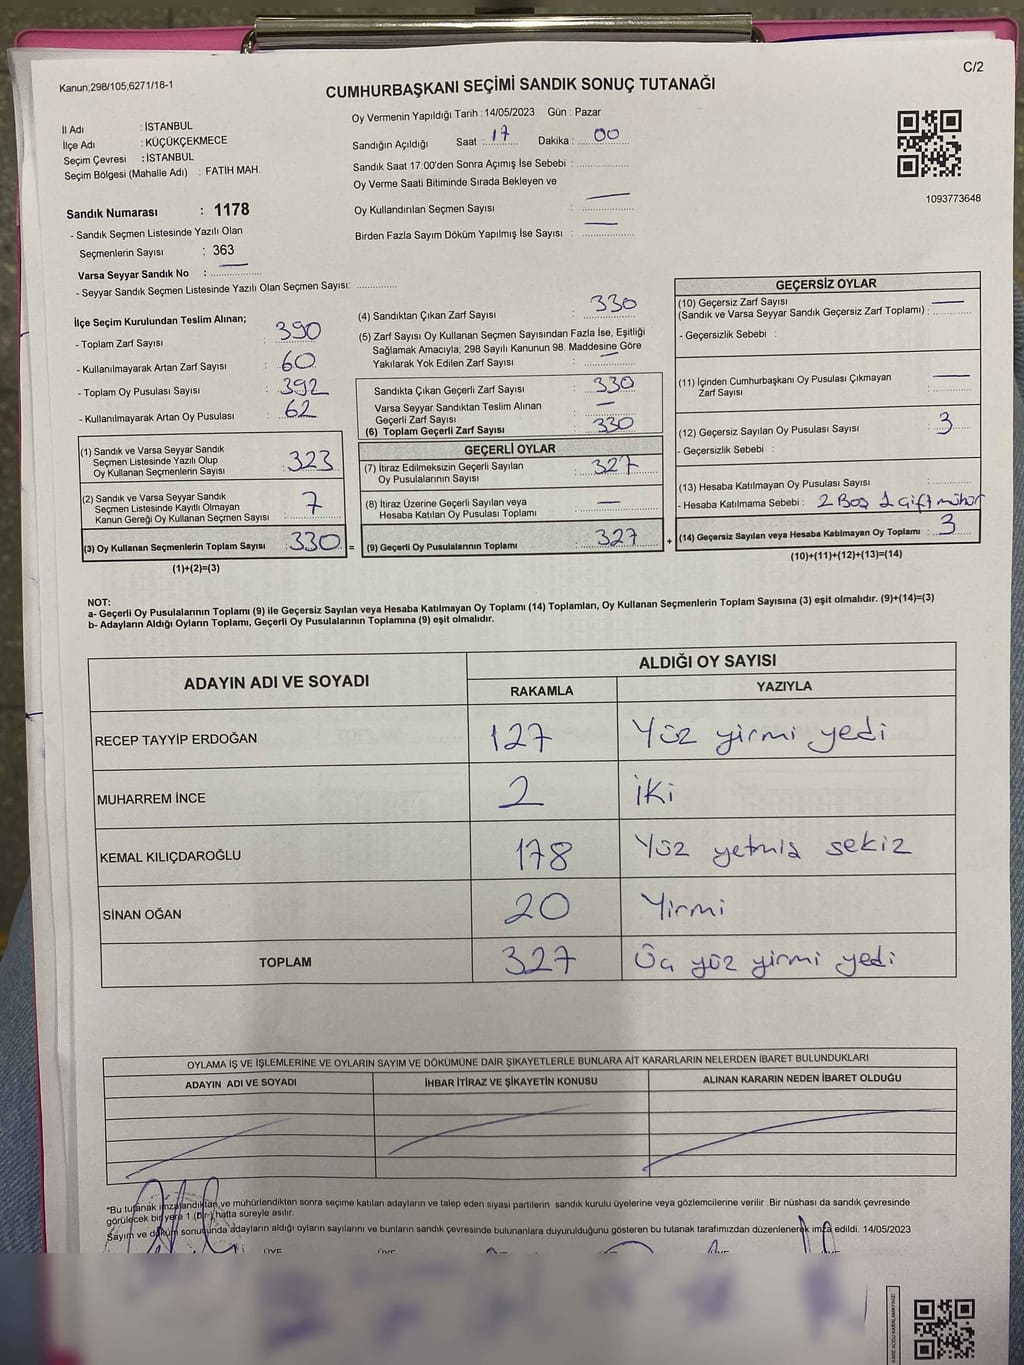 C/2
Kanun;298/105;6271/18-1
CUMHURBAŞKANI SEÇİMİ SANDIK SONUÇ TUTANAĞI
İl Adı : İSTANBUL
İlçe Adı : KÜÇÜKÇEKMECE
Seçim Çevresi : İSTANBUL
Seçim Bölgesi (Mahalle Adı) : FATİH MAH.
Oy Vermenin Yapıldığı Tarih : 14/05/2023 Gün : Pazar
Sandığın Açıldığı Saat : 17 Dakika : 00
Sandık Saat 17:00'den Sonra Açımış İse Sebebi :
Oy Verme Saati Bitiminde Sırada Bekleyen ve
Oy Kullandırılan Seçmen Sayısı : —
Birden Fazla Sayım Döküm Yapılmış İse Sayısı : —
1093773648
Sandık Numarası : 1178
- Sandık Seçmen Listesinde Yazılı Olan
Seçmenlerin Sayısı : 363
Varsa Seyyar Sandık No : —
- Seyyar Sandık Seçmen Listesinde Yazılı Olan Seçmen Sayısı:
İlçe Seçim Kurulundan Teslim Alınan;
- Toplam Zarf Sayısı : 390
- Kullanılmayarak Artan Zarf Sayısı : 60
- Toplam Oy Pusulası Sayısı : 392
- Kullanılmayarak Artan Oy Pusulası : 62
(1) Sandık ve Varsa Seyyar Sandık
Seçmen Listesinde Yazılı Olup
Oy Kullanan Seçmenlerin Sayısı : 323
(2) Sandık ve Varsa Seyyar Sandık
Seçmen Listesinde Kayıtlı Olmayan
Kanun Gereği Oy Kullanan Seçmen Sayısı : 7
(3) Oy Kullanan Seçmenlerin Toplam Sayısı : 330 =
(1)+(2)=(3)
(4) Sandıktan Çıkan Zarf Sayısı : 330
(5) Zarf Sayısı Oy Kullanan Seçmen Sayısından Fazla İse, Eşitliği
Sağlamak Amacıyla; 298 Sayılı Kanunun 98. Maddesine Göre
Yakılarak Yok Edilen Zarf Sayısı : —
Sandıkta Çıkan Geçerli Zarf Sayısı : 330
Varsa Seyyar Sandıktan Teslim Alınan
Geçerli Zarf Sayısı : —
(6) Toplam Geçerli Zarf Sayısı : 330
GEÇERLİ OYLAR
(7) İtiraz Edilmeksizin Geçerli Sayılan
Oy Pusulalarının Sayısı : 327
(8) İtiraz Üzerine Geçerli Sayılan veya
Hesaba Katılan Oy Pusulası Toplamı : —
(9) Geçerli Oy Pusulalarının Toplamı : 327 +
GEÇERSİZ OYLAR
(10) Geçersiz Zarf Sayısı
(Sandık ve Varsa Seyyar Sandık Geçersiz Zarf Toplamı) : —
- Geçersizlik Sebebi :
(11) İçinden Cumhurbaşkanı Oy Pusulası Çıkmayan
Zarf Sayısı : —
(12) Geçersiz Sayılan Oy Pusulası Sayısı : 3
- Geçersizlik Sebebi :
(13) Hesaba Katılmayan Oy Pusulası Sayısı :
- Hesaba Katılmama Sebebi : 2 Boş 1 Çift mühür
(14) Geçersiz Sayılan veya Hesaba Katılmayan Oy Toplamı : 3
(10)+(11)+(12)+(13)=(14)
NOT:
a- Geçerli Oy Pusulalarının Toplamı (9) ile Geçersiz Sayılan veya Hesaba Katılmayan Oy Toplamı (14) Toplamları, Oy Kullanan Seçmenlerin Toplam Sayısına (3) eşit olmalıdır. (9)+(14)=(3)
b- Adayların Aldığı Oyların Toplamı, Geçerli Oy Pusulalarının Toplamına (9) eşit olmalıdır.
ADAYIN ADI VE SOYADI ALDIĞI OY SAYISI
RAKAMLA YAZIYLA
RECEP TAYYİP ERDOĞAN 127 Yüz yirmi yedi
MUHARREM İNCE 2 İki
KEMAL KILIÇDAROĞLU 178 Yüz yetmiş sekiz
SİNAN OĞAN 20 Yirmi
TOPLAM 327 Üç yüz yirmi yedi
OYLAMA İŞ VE İŞLEMLERİNE VE OYLARIN SAYIM VE DÖKÜMÜNE DAİR ŞİKAYETLERLE BUNLARA AİT KARARLARIN NELERDEN İBARET BULUNDUKLARI
ADAYIN ADI VE SOYADI İHBAR İTİRAZ VE ŞİKAYETİN KONUSU ALINAN KARARIN NEDEN İBARET OLDUĞU
*Bu tutanak imzalandıktan ve mühürlendikten sonra seçime katılan adayların ve talep eden siyasi partilerin sandık kurulu üyelerine veya gözlemcilerine verilir .Bir nüshası da sandık çevresinde
görülecek bir yere 1 (Bir) hafta süreyle asılır.
Sayım ve döküm sonucunda adayların aldığı oyların sayılarını ve bunların sandık çevresinde bulunanlara duyurulduğunu gösteren bu tutanak tarafımızdan düzenlenerek imza edildi. 14/05/2023
ÜYE ÜYE